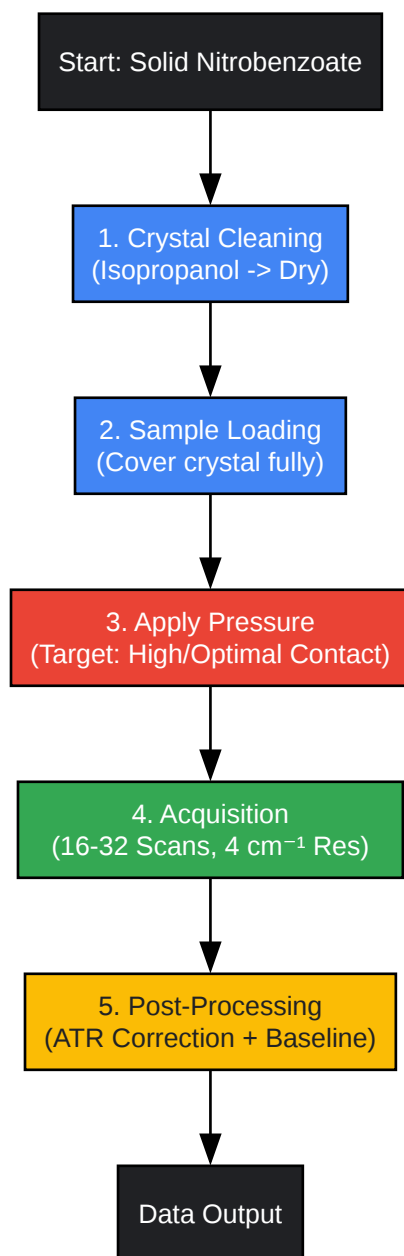 Start: Solid Nitrobenzoate
1. Crystal Cleaning
(Isopropanol -> Dry)
2. Sample Loading
(Cover crystal fully)
3. Apply Pressure
(Target: High/Optimal Contact)
4. Acquisition
(16-32 Scans, 4 cm⁻¹ Res)
5. Post-Processing
(ATR Correction + Baseline)
Data Output